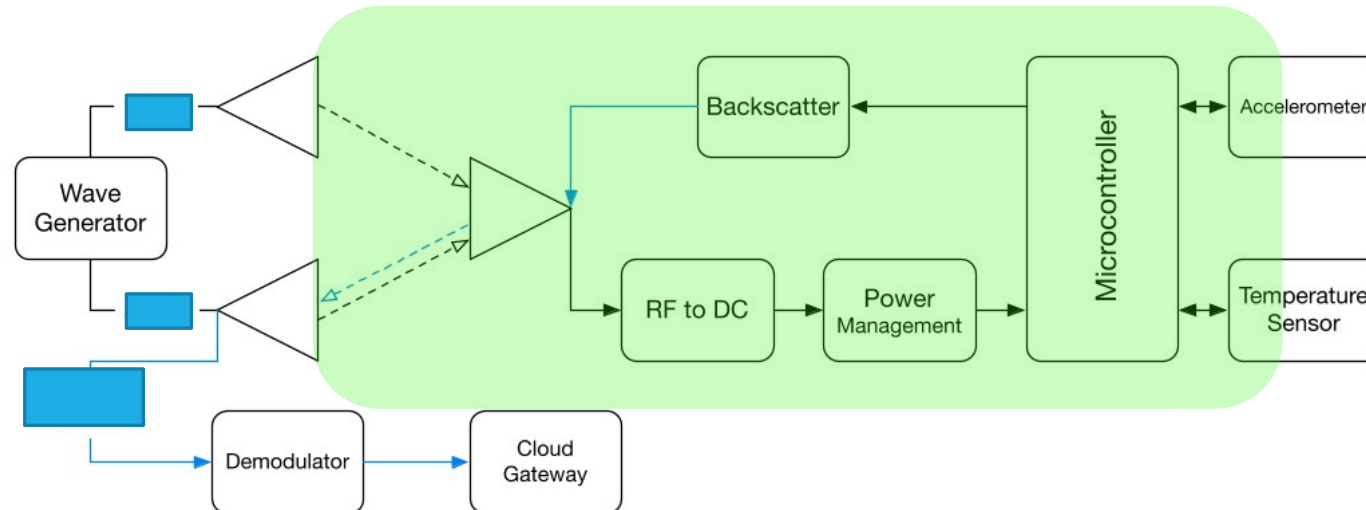 Backscatter
Accelerometer
Wave
Generator
Microcontroller
RF to DC
Power
Management
Temperature
Sensor
Demodulator
Cloud
Gateway